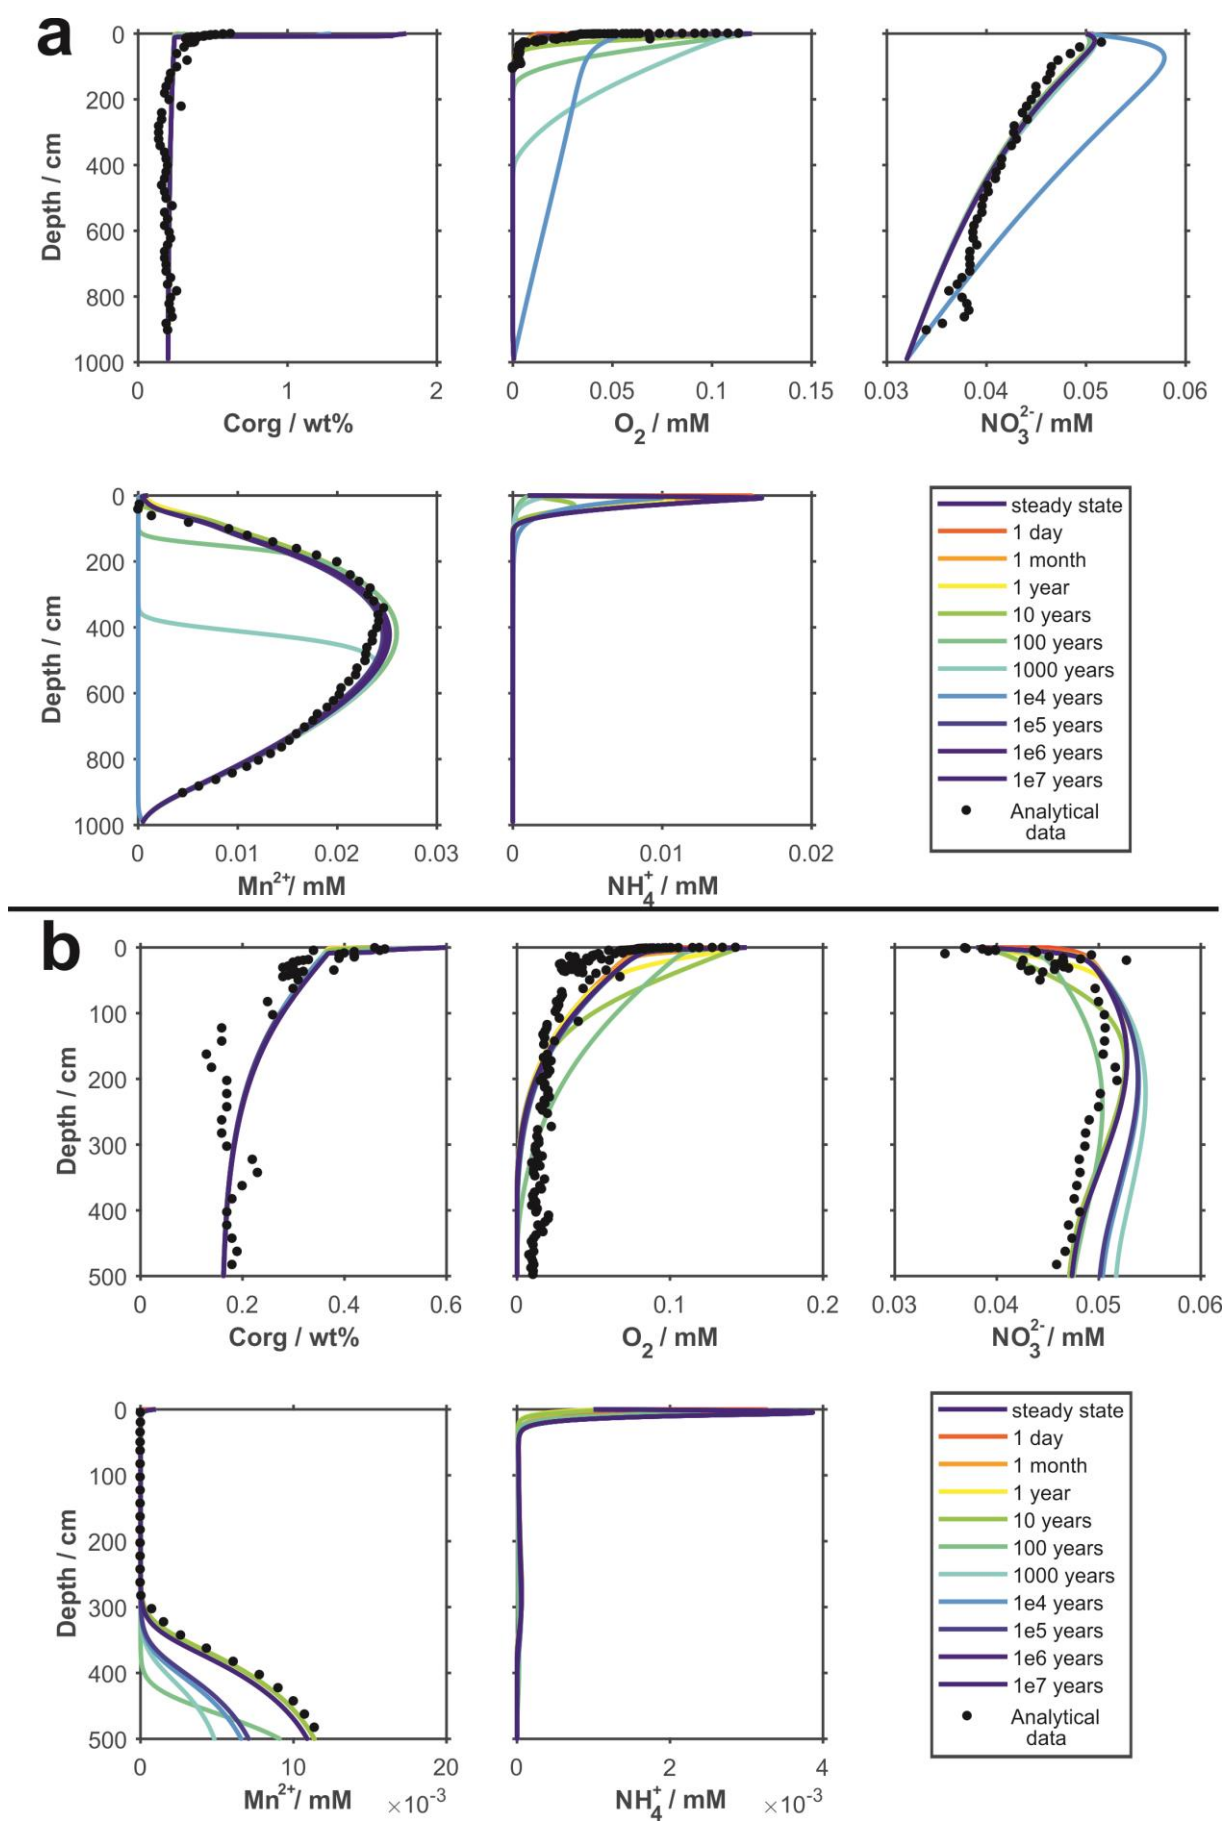 a
0
200
400
600
800
1000
Depth / cm
0 1 2
Corg / wt%
0 0.05 0.1 0.15
O2 / mM
0.03 0.04 0.05 0.06
NO3^2- / mM
0
200
400
600
800
1000
Depth / cm
0 0.01 0.02 0.03
Mn^2+/ mM
0 0.01 0.02
NH4^+ / mM
steady state
1 day
1 month
1 year
10 years
100 years
1000 years
1e4 years
1e5 years
1e6 years
1e7 years
Analytical
data
b
0
100
200
300
400
500
Depth / cm
0 0.2 0.4 0.6
Corg / wt%
0 0.1 0.2
O2 / mM
0.03 0.04 0.05 0.06
NO3^2- / mM
0
100
200
300
400
500
Depth / cm
0 10 20
Mn^2+/ mM ×10^-3
0 2 4
NH4^+ / mM ×10^-3
steady state
1 day
1 month
1 year
10 years
100 years
1000 years
1e4 years
1e5 years
1e6 years
1e7 years
Analytical
data